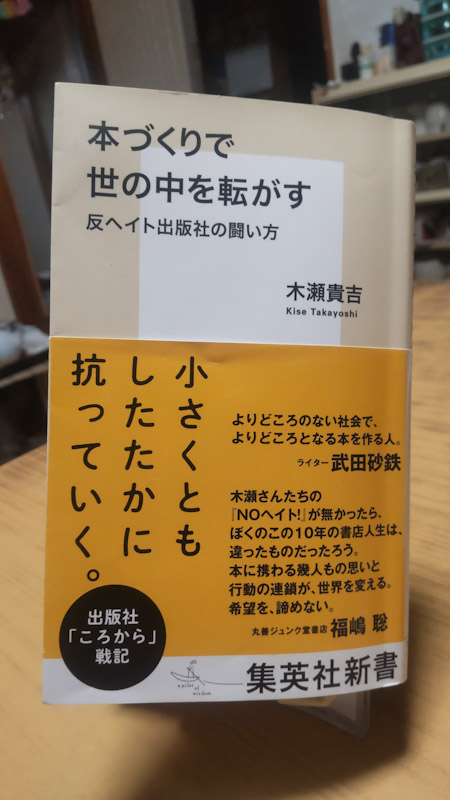 本づくりで
世の中を転がす
反ヘイト出版社の闘い方
木瀬貴吉
Kise Takayoshi
小さくとも
したたかに
抗っていく。
よりどころのない社会で、
よりどころとなる本を作る人。
ライター 武田砂鉄
木瀬さんたちの
『NOヘイト!』が無かったら、
ぼくのこの10年の書店人生は、
違ったものだったろう。
本に携わる幾人もの思いと
行動の連鎖が、世界を変える。
希望を、諦めない。
丸善ジュンク堂書店 福嶋 聡
出版社
「ころから」
戦記
a pilot of wisdom
集英社新書